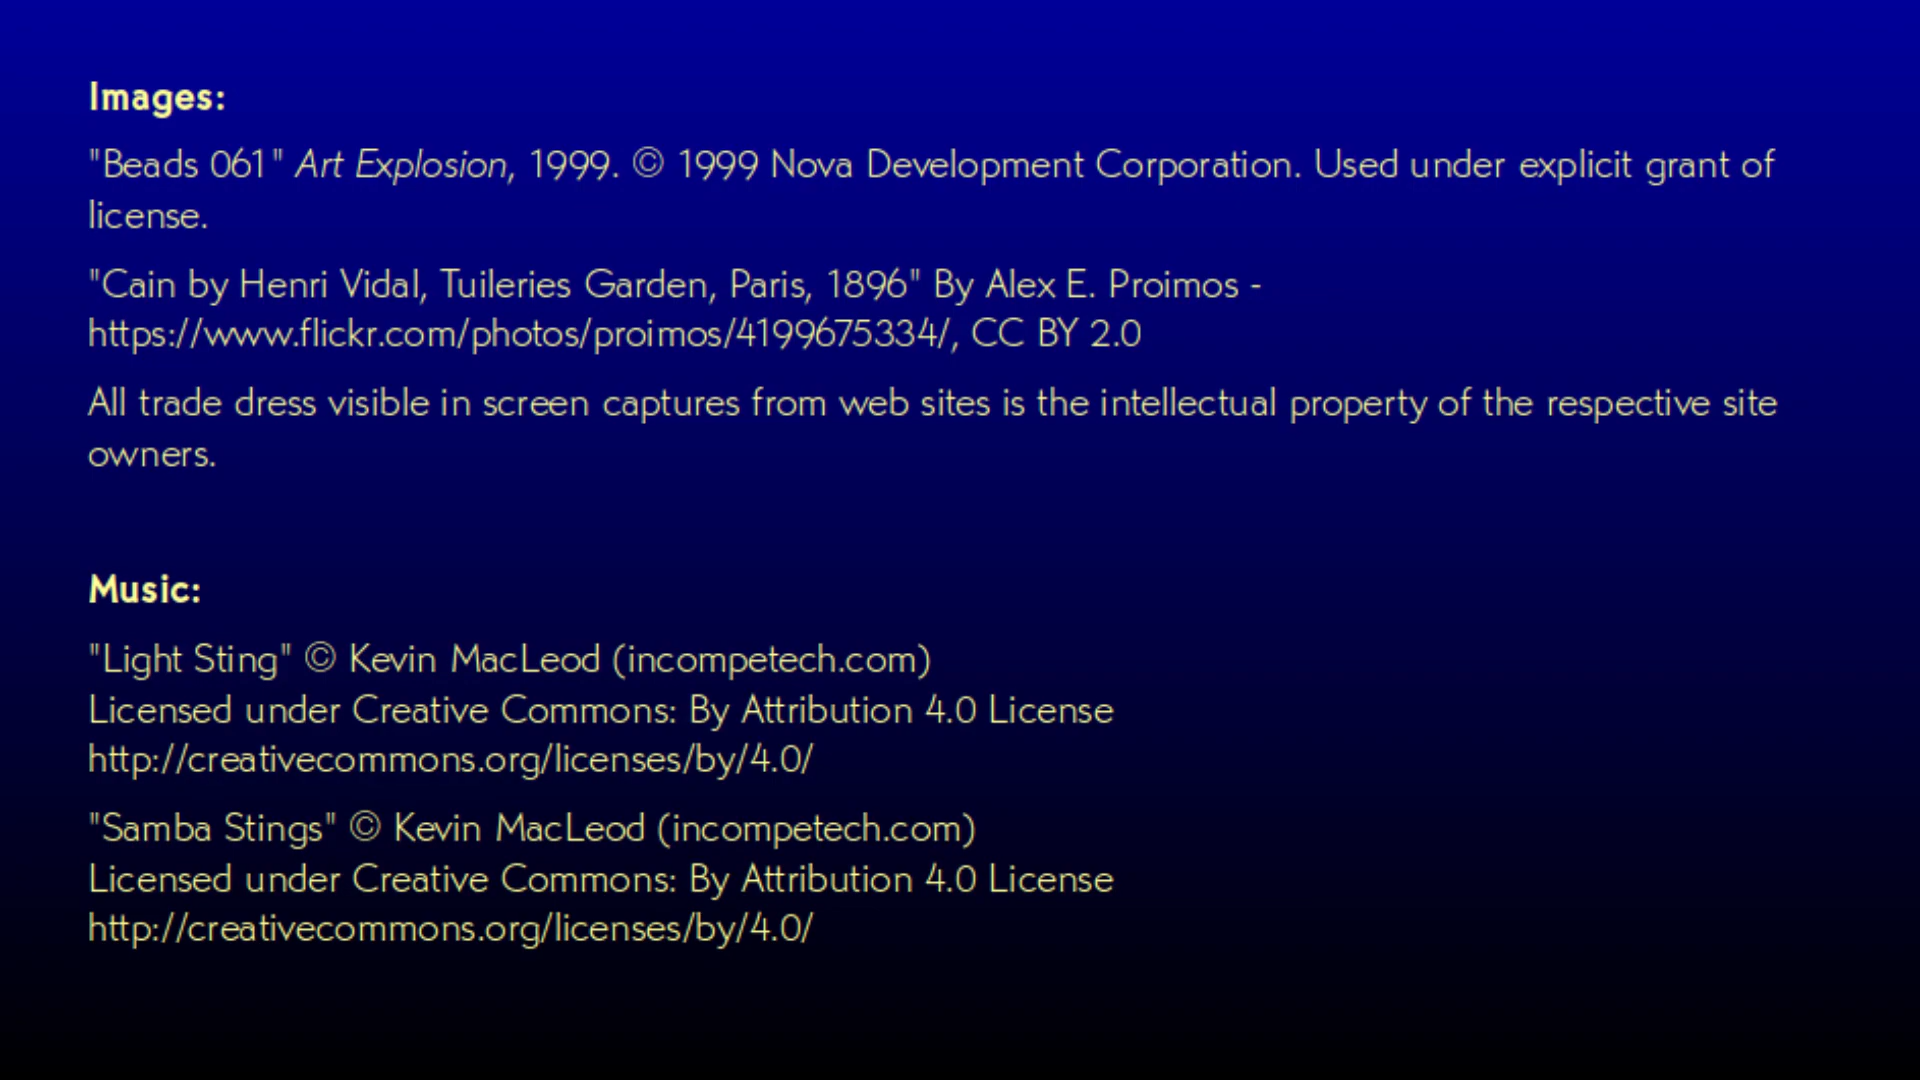 Images:
"Beads 061" Art Explosion, 1999. © 1999 Nova Development Corporation. Used under explicit grant of
license.
"Cain by Henri Vidal, Tuileries Garden, Paris, 1896" By Alex E. Proimos -
https://www.flickr.com/photos/proimos/4199675334/, CC BY 2.0
All trade dress visible in screen captures from web sites is the intellectual property of the respective site
owners.
Music:
"Light Sting" © Kevin MacLeod (incompetech.com)
Licensed under Creative Commons: By Attribution 4.0 License
http://creativecommons.org/licenses/by/4.0/
"Samba Stings" © Kevin MacLeod (incompetech.com)
Licensed under Creative Commons: By Attribution 4.0 License
http://creativecommons.org/licenses/by/4.0/